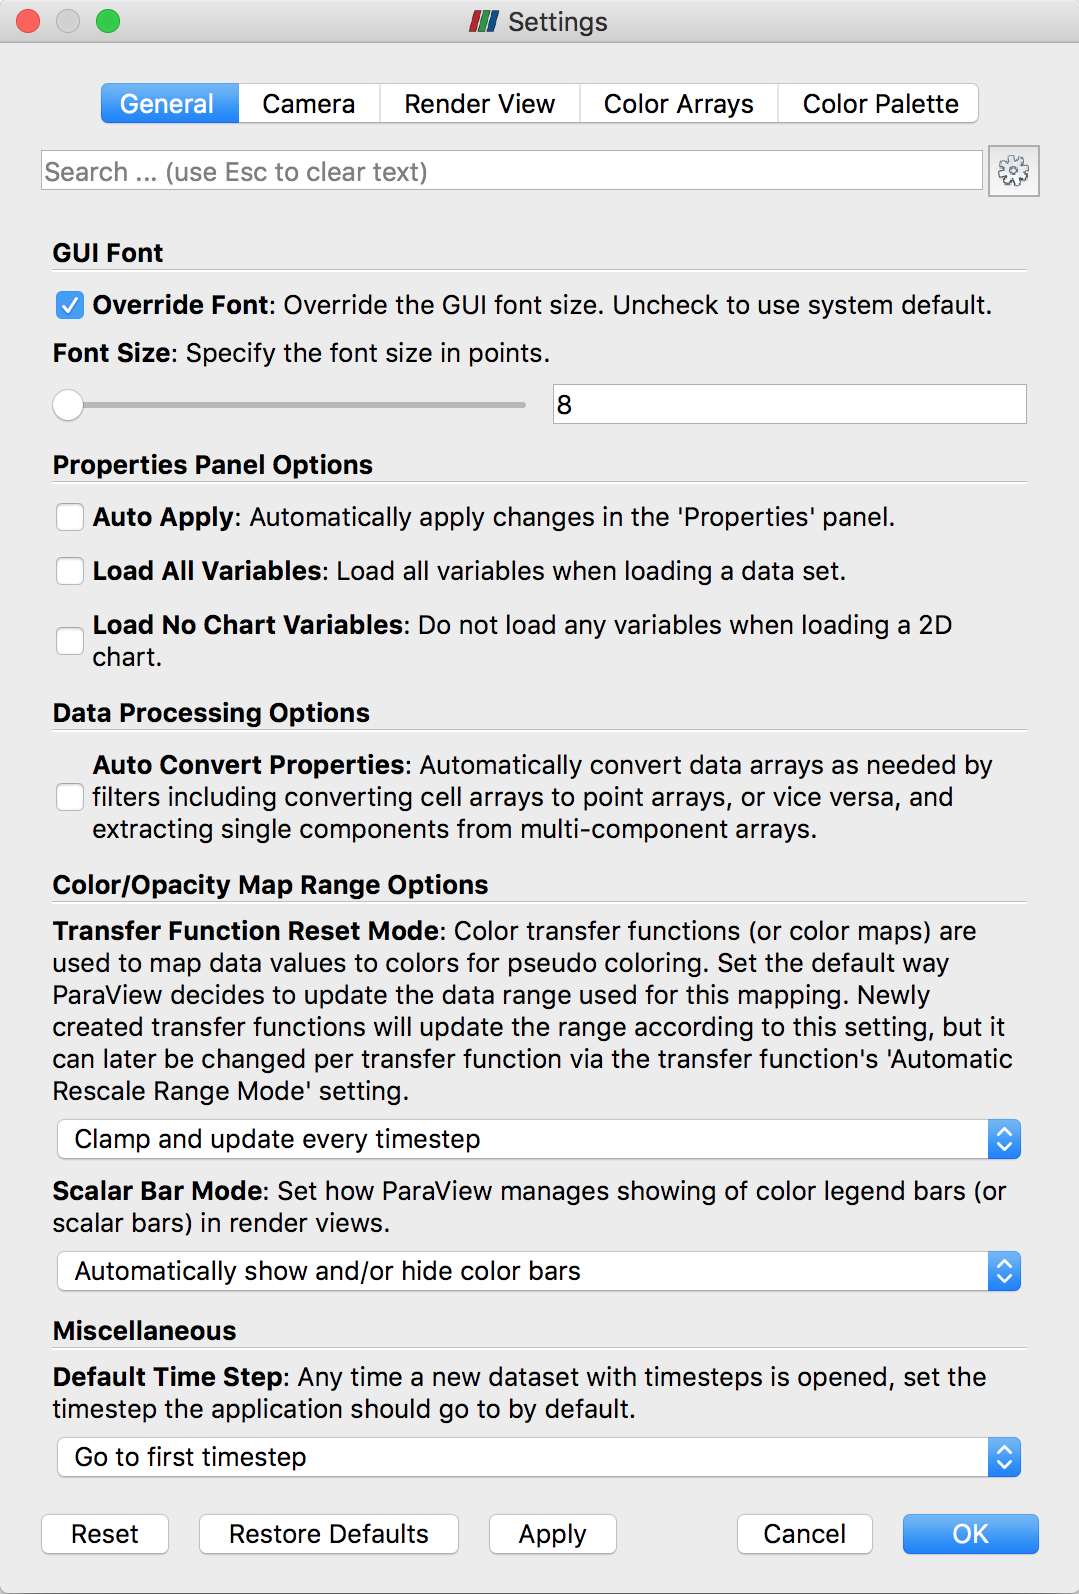 Settings
General Camera Render View Color Arrays Color Palette
Search ... (use Esc to clear text)
GUI Font
Override Font: Override the GUI font size. Uncheck to use system default.
Font Size: Specify the font size in points.
8
Properties Panel Options
Auto Apply: Automatically apply changes in the 'Properties' panel.
Load All Variables: Load all variables when loading a data set.
Load No Chart Variables: Do not load any variables when loading a 2D
chart.
Data Processing Options
Auto Convert Properties: Automatically convert data arrays as needed by
filters including converting cell arrays to point arrays, or vice versa, and
extracting single components from multi-component arrays.
Color/Opacity Map Range Options
Transfer Function Reset Mode: Color transfer functions (or color maps) are
used to map data values to colors for pseudo coloring. Set the default way
ParaView decides to update the data range used for this mapping. Newly
created transfer functions will update the range according to this setting, but it
can later be changed per transfer function via the transfer function's 'Automatic
Rescale Range Mode' setting.
Clamp and update every timestep
Scalar Bar Mode: Set how ParaView manages showing of color legend bars (or
scalar bars) in render views.
Automatically show and/or hide color bars
Miscellaneous
Default Time Step: Any time a new dataset with timesteps is opened, set the
timestep the application should go to by default.
Go to first timestep
Reset Restore Defaults Apply Cancel OK